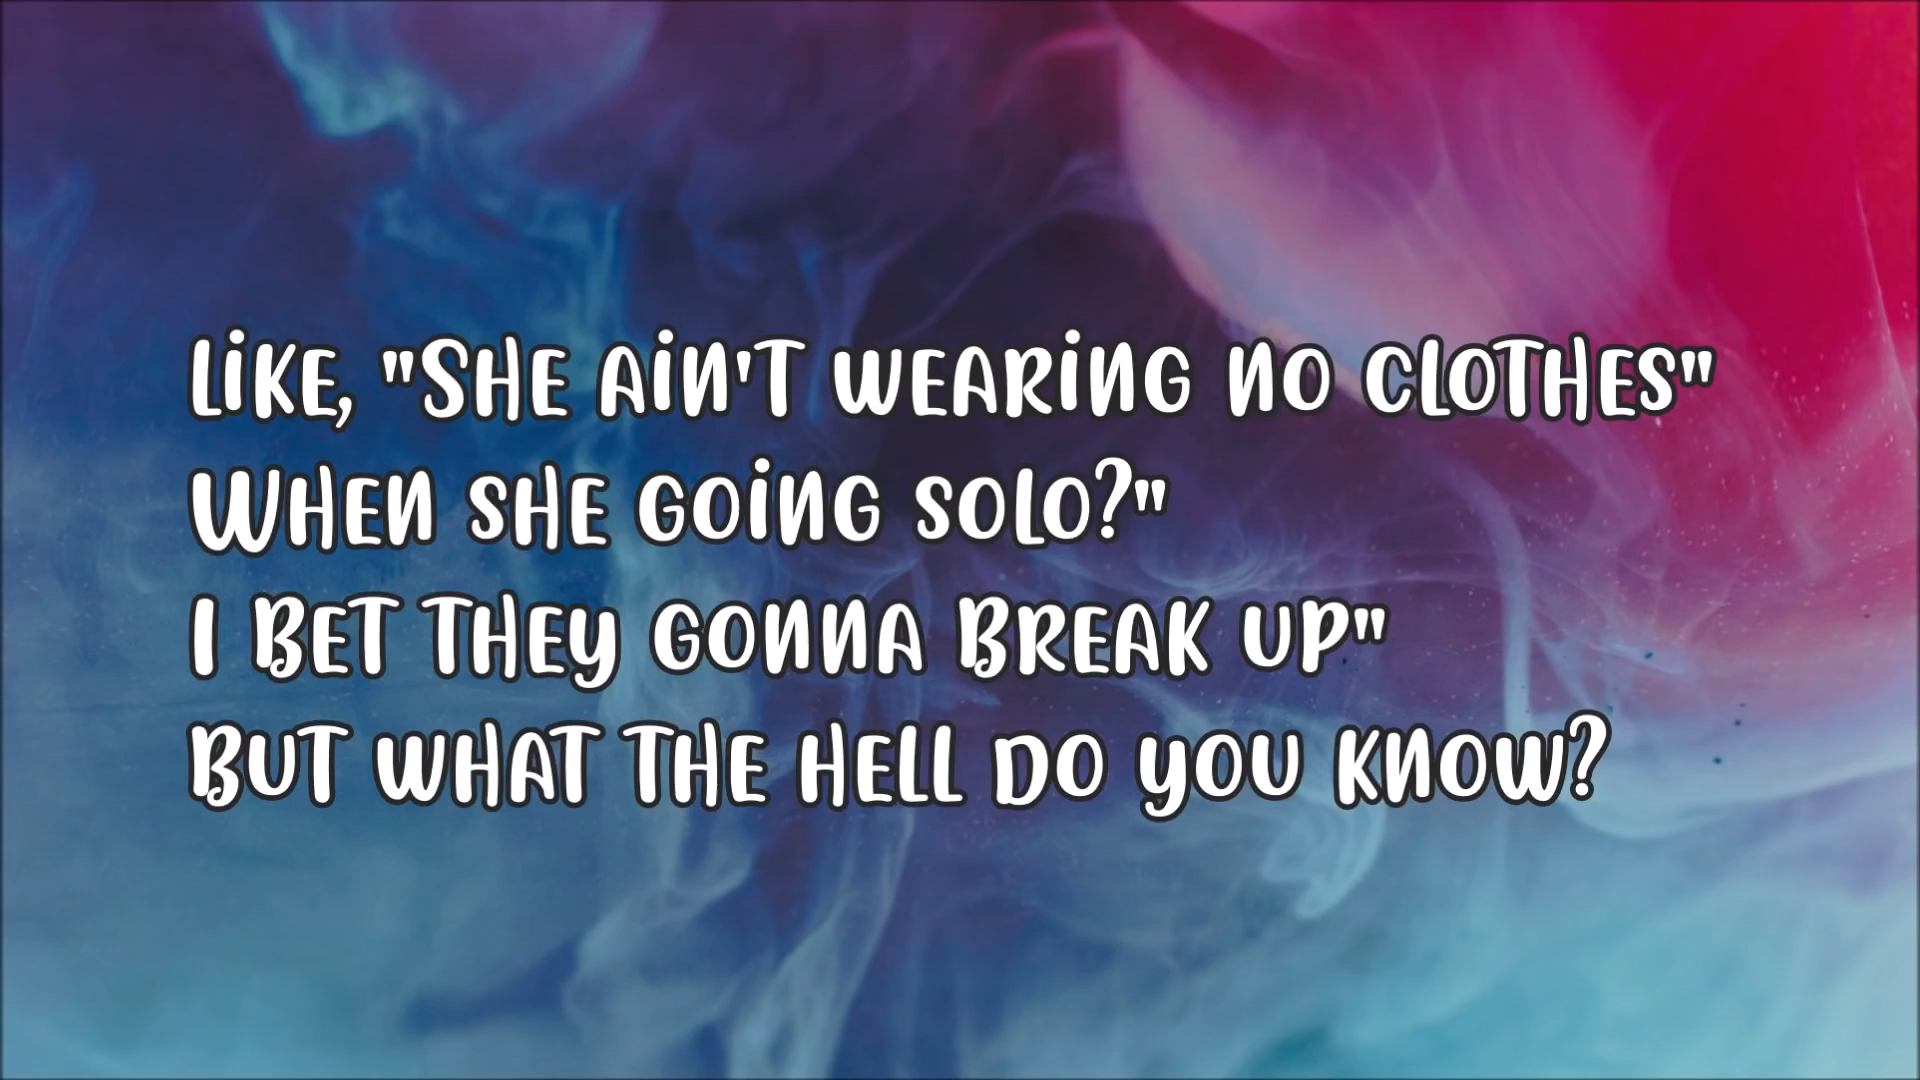 Like, "She ain't wearing no clothes"
When she going solo?"
I bet they gonna break up"
But what the hell do you know?